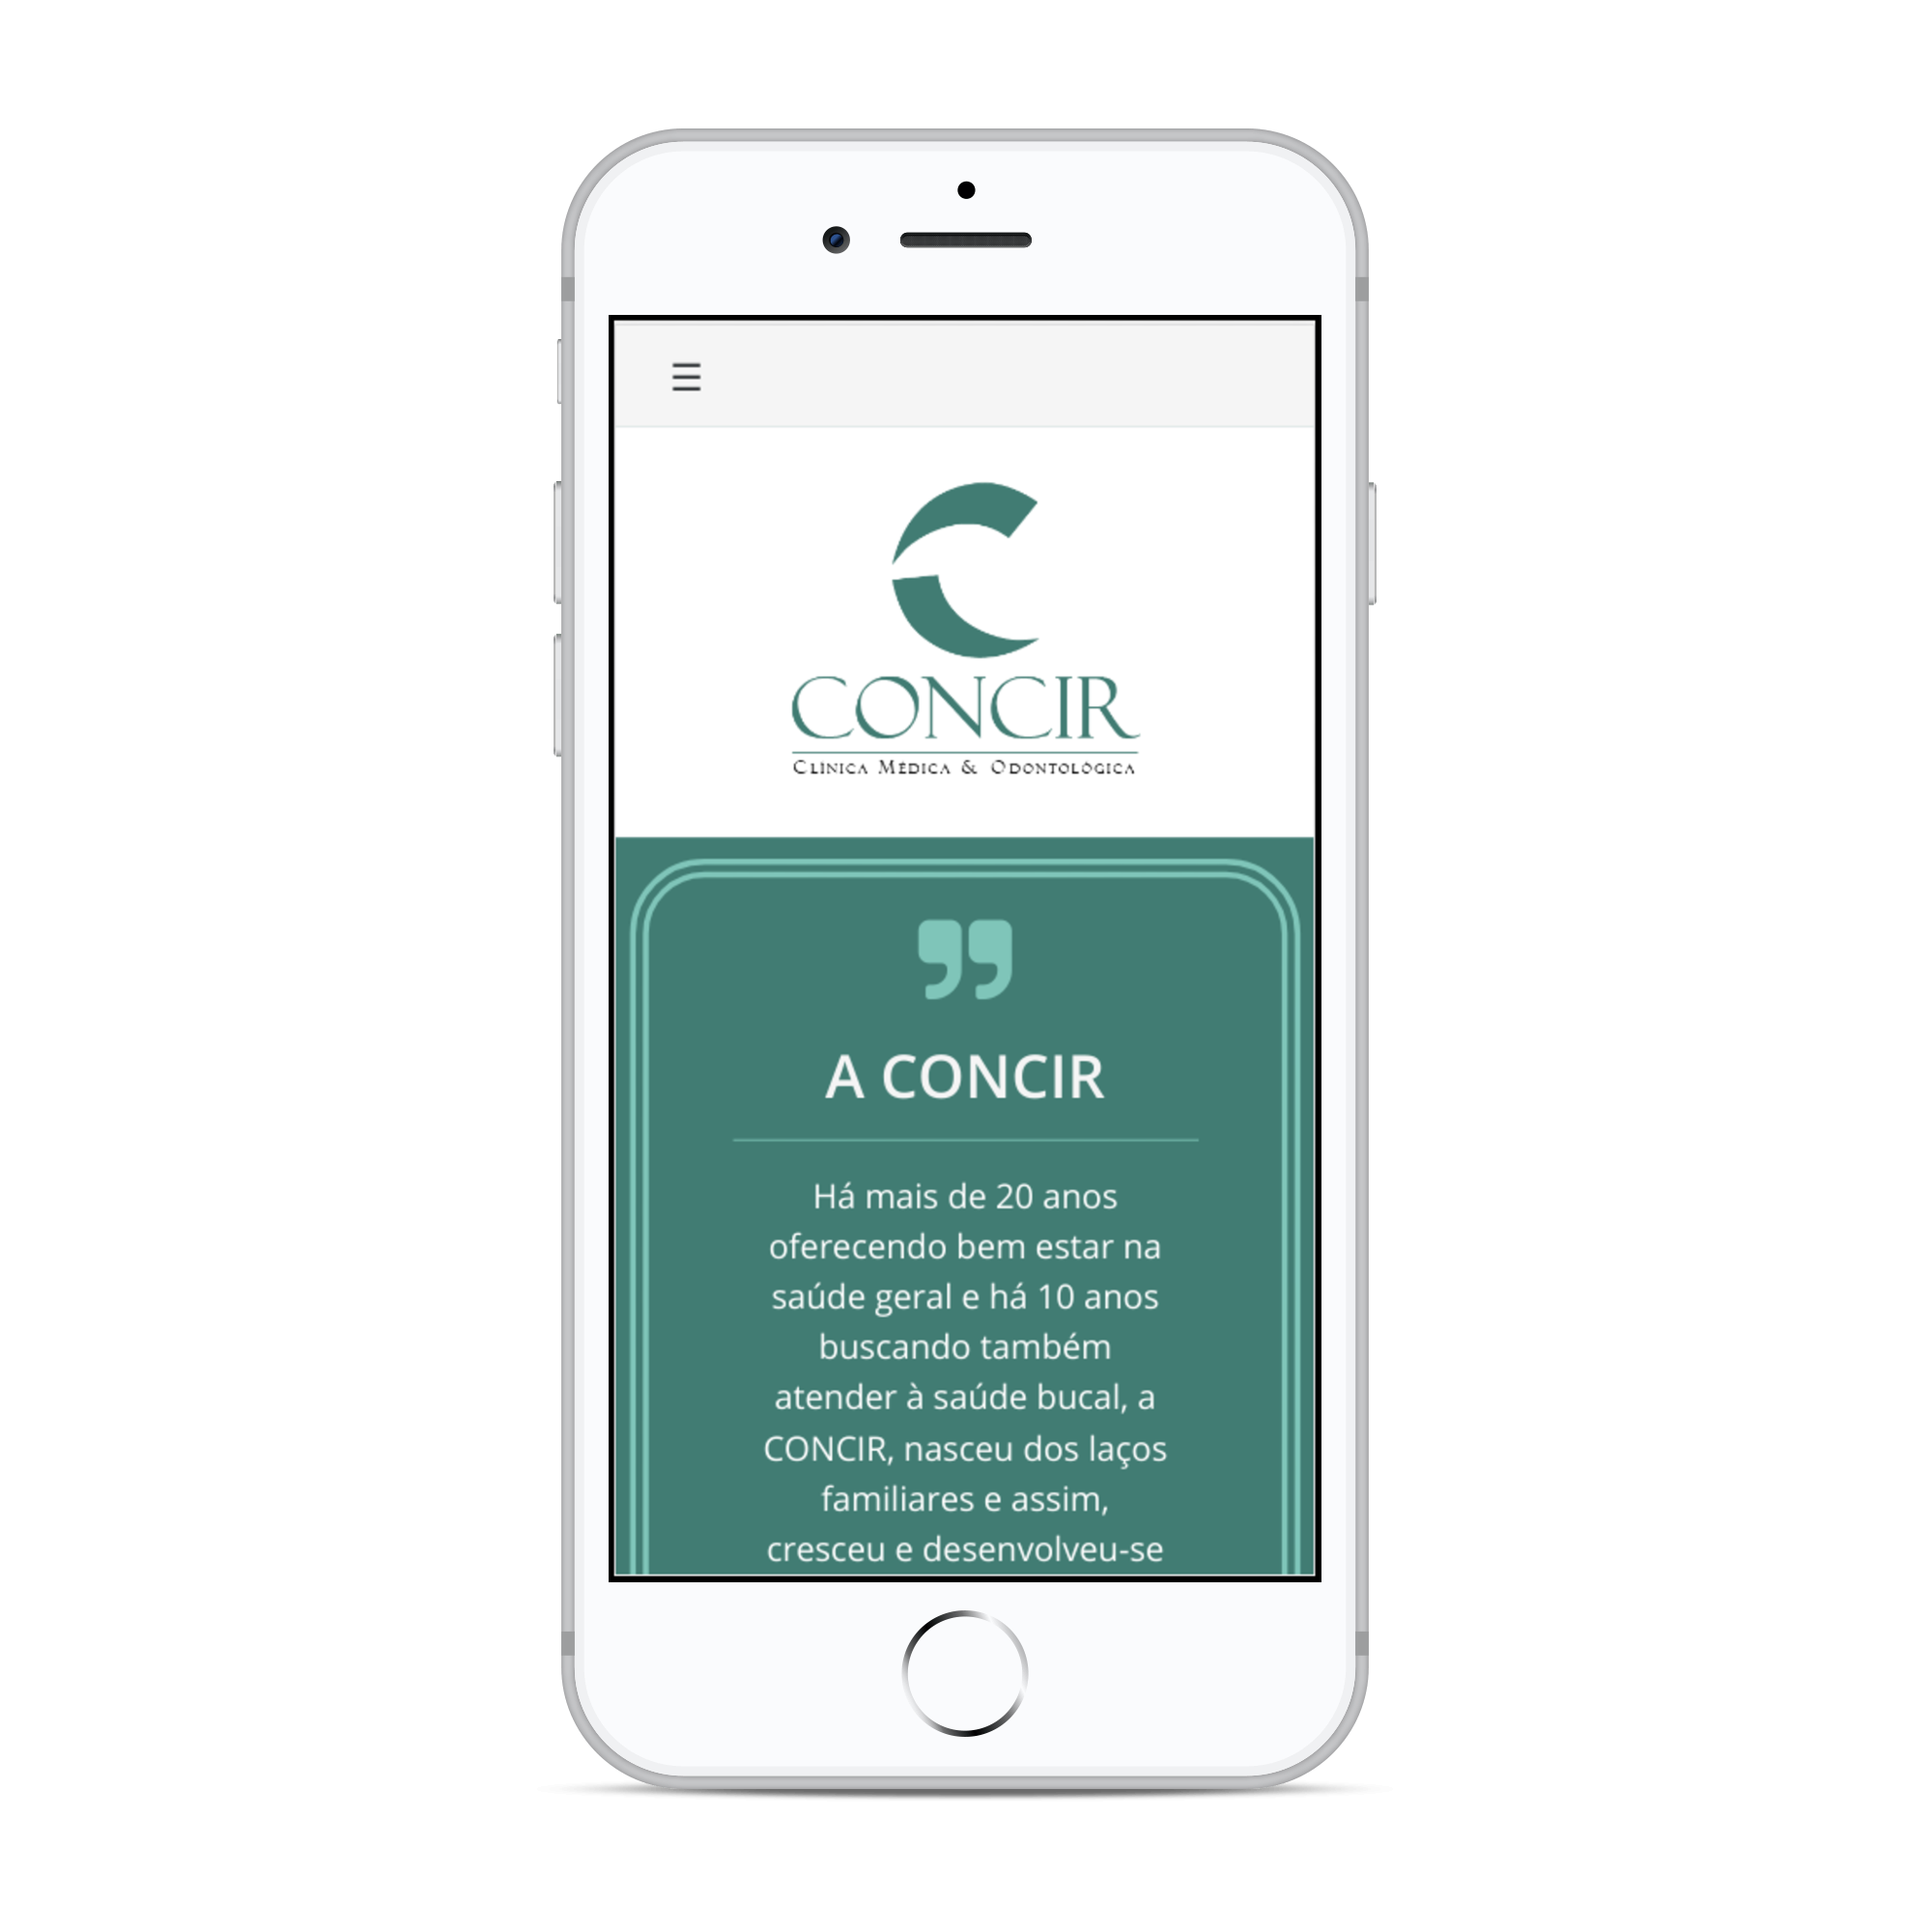 CONCIR
CLÍNICA MÉDICA & ODONTOLÓGICA
A CONCIR
Há mais de 20 anos
oferecendo bem estar na
saúde geral e há 10 anos
buscando também
atender à saúde bucal, a
CONCIR, nasceu dos laços
familiares e assim,
cresceu e desenvolveu-se